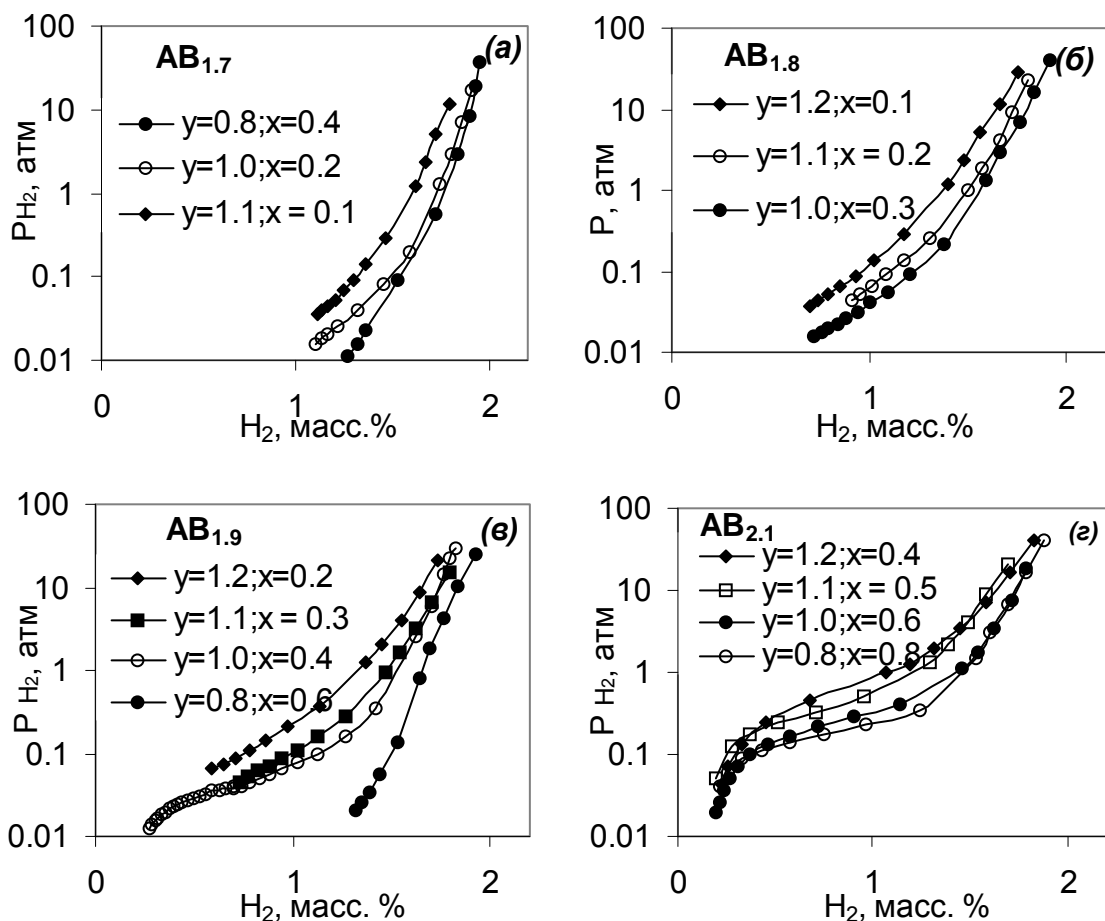 (а)
AB1.7
y=0.8;x=0.4
y=1.0;x=0.2
y=1.1;x = 0.1
PH2, атм
100
10
1
0.1
0.01
0
1
2
H2, масс.%
(б)
AB1.8
y=1.2;x=0.1
y=1.1;x = 0.2
y=1.0;x=0.3
P, атм
100
10
1
0.1
0.01
0
1
2
H2, масс.%
(в)
AB1.9
y=1.2;x=0.2
y=1.1;x = 0.3
y=1.0;x=0.4
y=0.8;x=0.6
P H2, атм
100
10
1
0.1
0.01
0
1
2
H2, масс. %
(г)
AB2.1
y=1.2;x=0.4
y=1.1;x = 0.5
y=1.0;x=0.6
y=0.8;x=0.8
P H2, атм
100
10
1
0.1
0.01
0
1
2
H2, масс.%